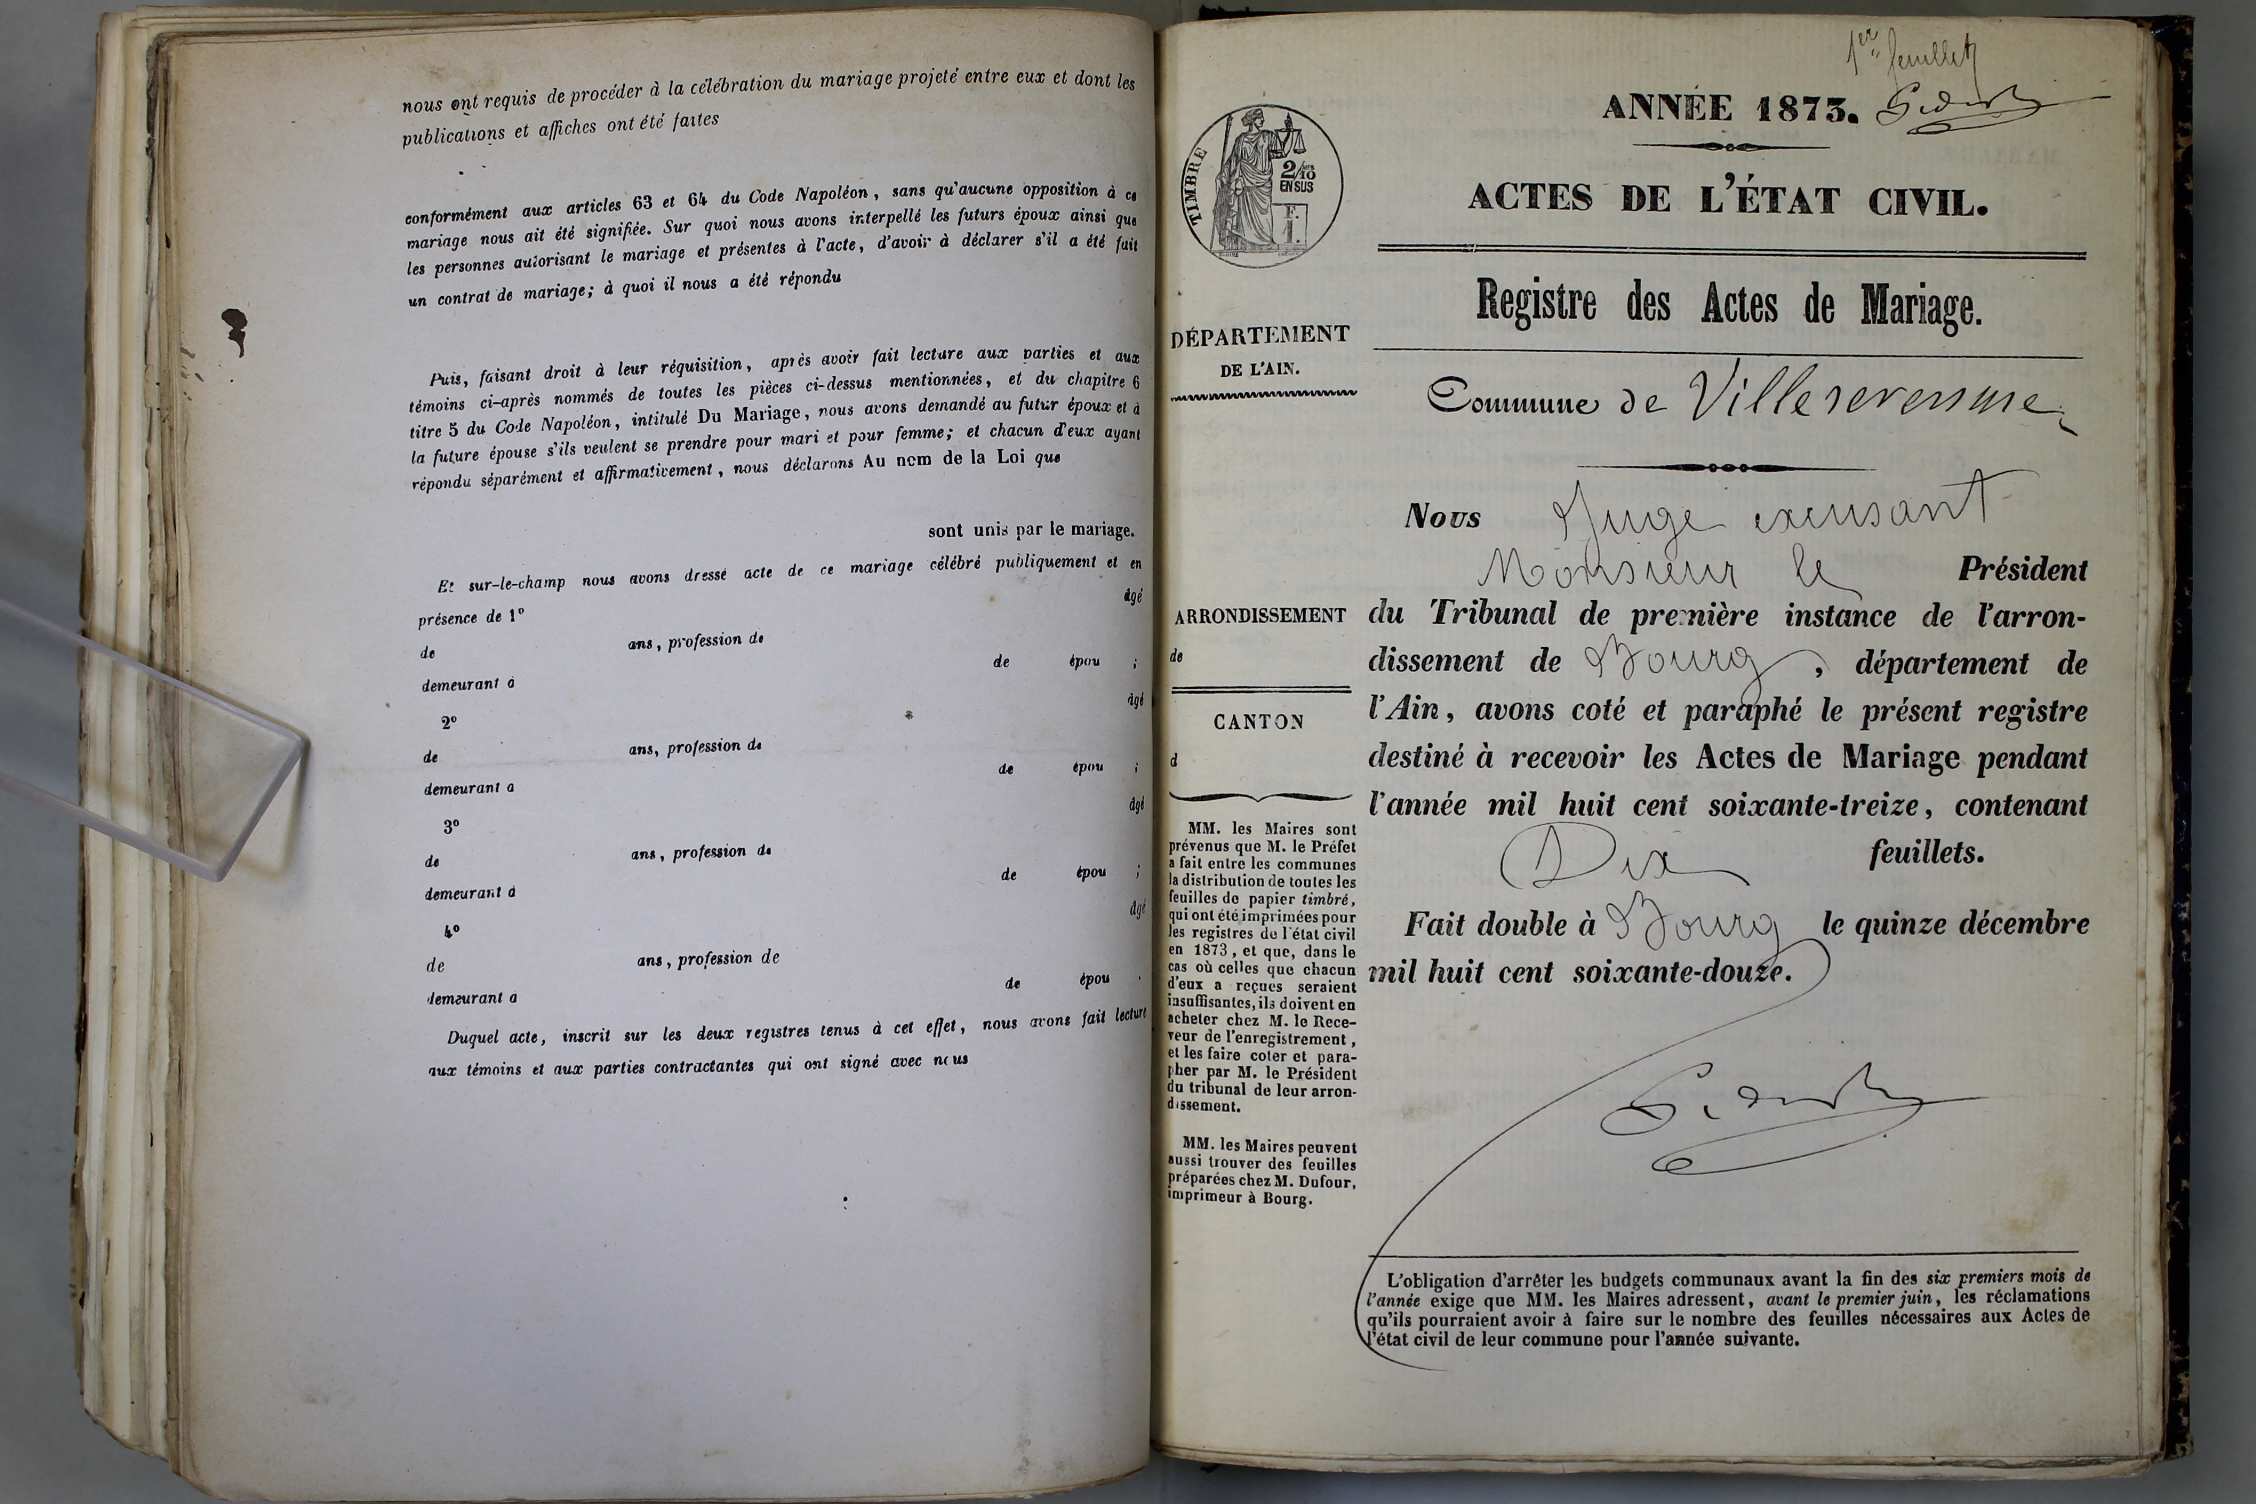 nous ont requis de procéder à la célébration du mariage projeté entre eux et dont les
publications et affiches ont été faites
conformément aux articles 63 et 64 du Code Napoléon, sans qu'aucune opposition à ce
mariage nous ait été signifiée. Sur quoi nous avons interpellé les futurs époux ainsi que
les personnes autorisant le mariage et présentes à l'acte, d'avoir à déclarer s'il a été fait
un contrat de mariage; à quoi il nous a été répondu
Puis, faisant droit à leur réquisition, après avoir fait lecture aux parties et aux
témoins ci-après nommés de toutes les pièces ci-dessus mentionnées, et du chapitre 6
titre 5 du Code Napoléon, intitulé Du Mariage, nous avons demandé au futur époux et à
la future épouse s'ils veulent se prendre pour mari et pour femme; et chacun d'eux ayant
répondu séparément et affirmativement, nous déclarons Au nom de la Loi que
sont unis par le mariage.
Et sur-le-champ nous avons dressé acte de ce mariage célébré publiquement et en
présence de 1º âgé
de ans, profession de
demeurant à de épou ;
2º âgé
de ans, profession de
demeurant à de épou ;
3º âgé
de ans, profession de
demeurant à de épou ;
4º âgé
de ans, profession de
demeurant à de épou .
Duquel acte, inscrit sur les deux registres tenus à cet effet, nous avons fait lecture
aux témoins et aux parties contractantes qui ont signé avec nous
1er feuillet
ANNÉE 1873.
TIMBRE
2/10
EN SUS
F.
I.
ACTES DE L'ÉTAT CIVIL.
Registre des Actes de Mariage.
DÉPARTEMENT
DE L'AIN.
Commune de Villereversure
ARRONDISSEMENT
de
CANTON
d
MM. les Maires sont
prévenus que M. le Préfet
a fait entre les communes
la distribution de toutes les
feuilles de papier timbré,
qui ont été imprimées pour
les registres de l'état civil
en 1873, et que, dans le
cas où celles que chacun
d'eux a reçues seraient
insuffisantes, ils doivent en
acheter chez M. le Rece-
veur de l'enregistrement,
et les faire coter et para-
pher par M. le Président
du tribunal de leur arron-
dissement.
MM. les Maires peuvent
aussi trouver des feuilles
préparées chez M. Dufour,
imprimeur à Bourg.
Nous Juge excusant
Monsieur le Président
du Tribunal de première instance de l'arron-
dissement de Bourg, département de
l'Ain, avons coté et paraphé le présent registre
destiné à recevoir les Actes de Mariage pendant
l'année mil huit cent soixante-treize, contenant
Dix feuillets.
Fait double à Bourg le quinze décembre
mil huit cent soixante-douze.
L'obligation d'arrêter les budgets communaux avant la fin des six premiers mois de
l'année exige que MM. les Maires adressent, avant le premier juin, les réclamations
qu'ils pourraient avoir à faire sur le nombre des feuilles nécessaires aux Actes de
l'état civil de leur commune pour l'année suivante.